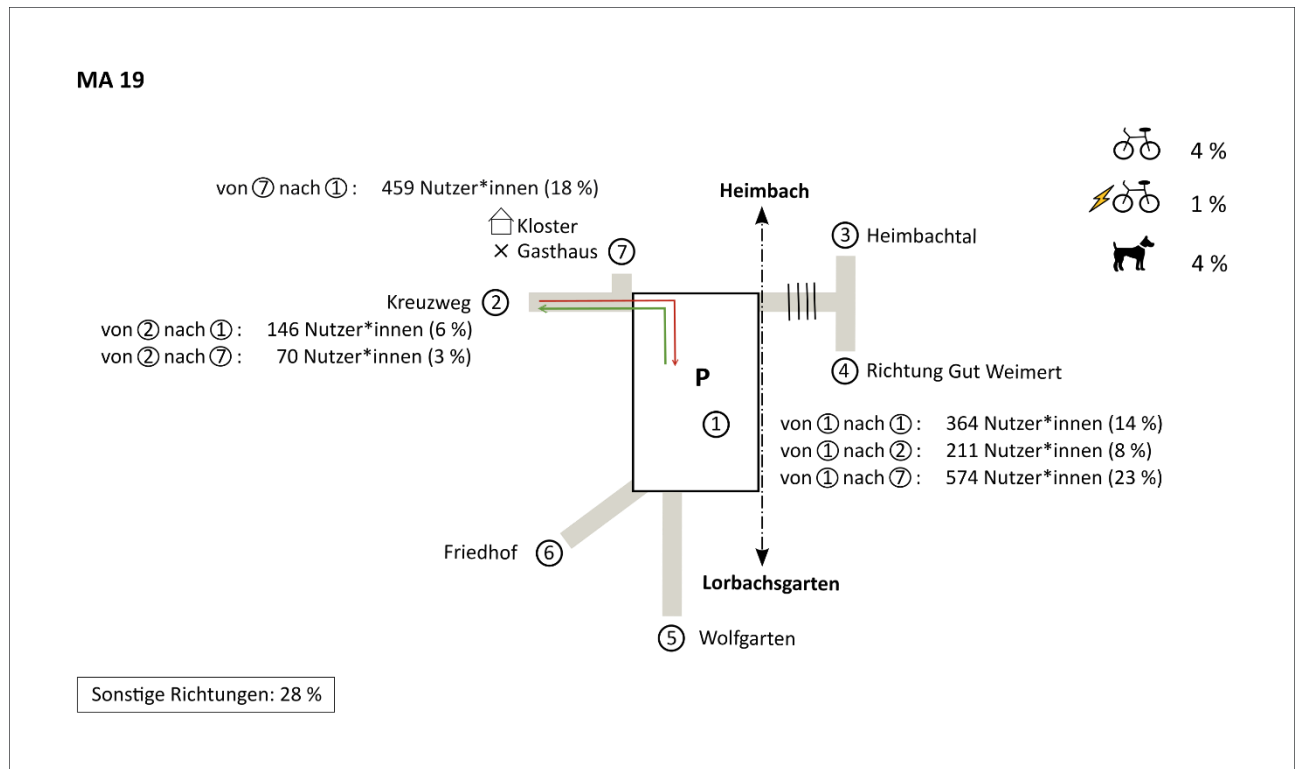 MA 19
4 %
1 %
4 %
von ⑦ nach ①: 459 Nutzer*innen (18 %)
Heimbach
Kloster
Gasthaus ⑦
③ Heimbachtal
Kreuzweg ②
von ② nach ①: 146 Nutzer*innen (6 %)
von ② nach ⑦: 70 Nutzer*innen (3 %)
④ Richtung Gut Weimert
P
①
von ① nach ①: 364 Nutzer*innen (14 %)
von ① nach ②: 211 Nutzer*innen (8 %)
von ① nach ⑦: 574 Nutzer*innen (23 %)
Friedhof ⑥
Lorbachsgarten
⑤ Wolfgarten
Sonstige Richtungen: 28 %